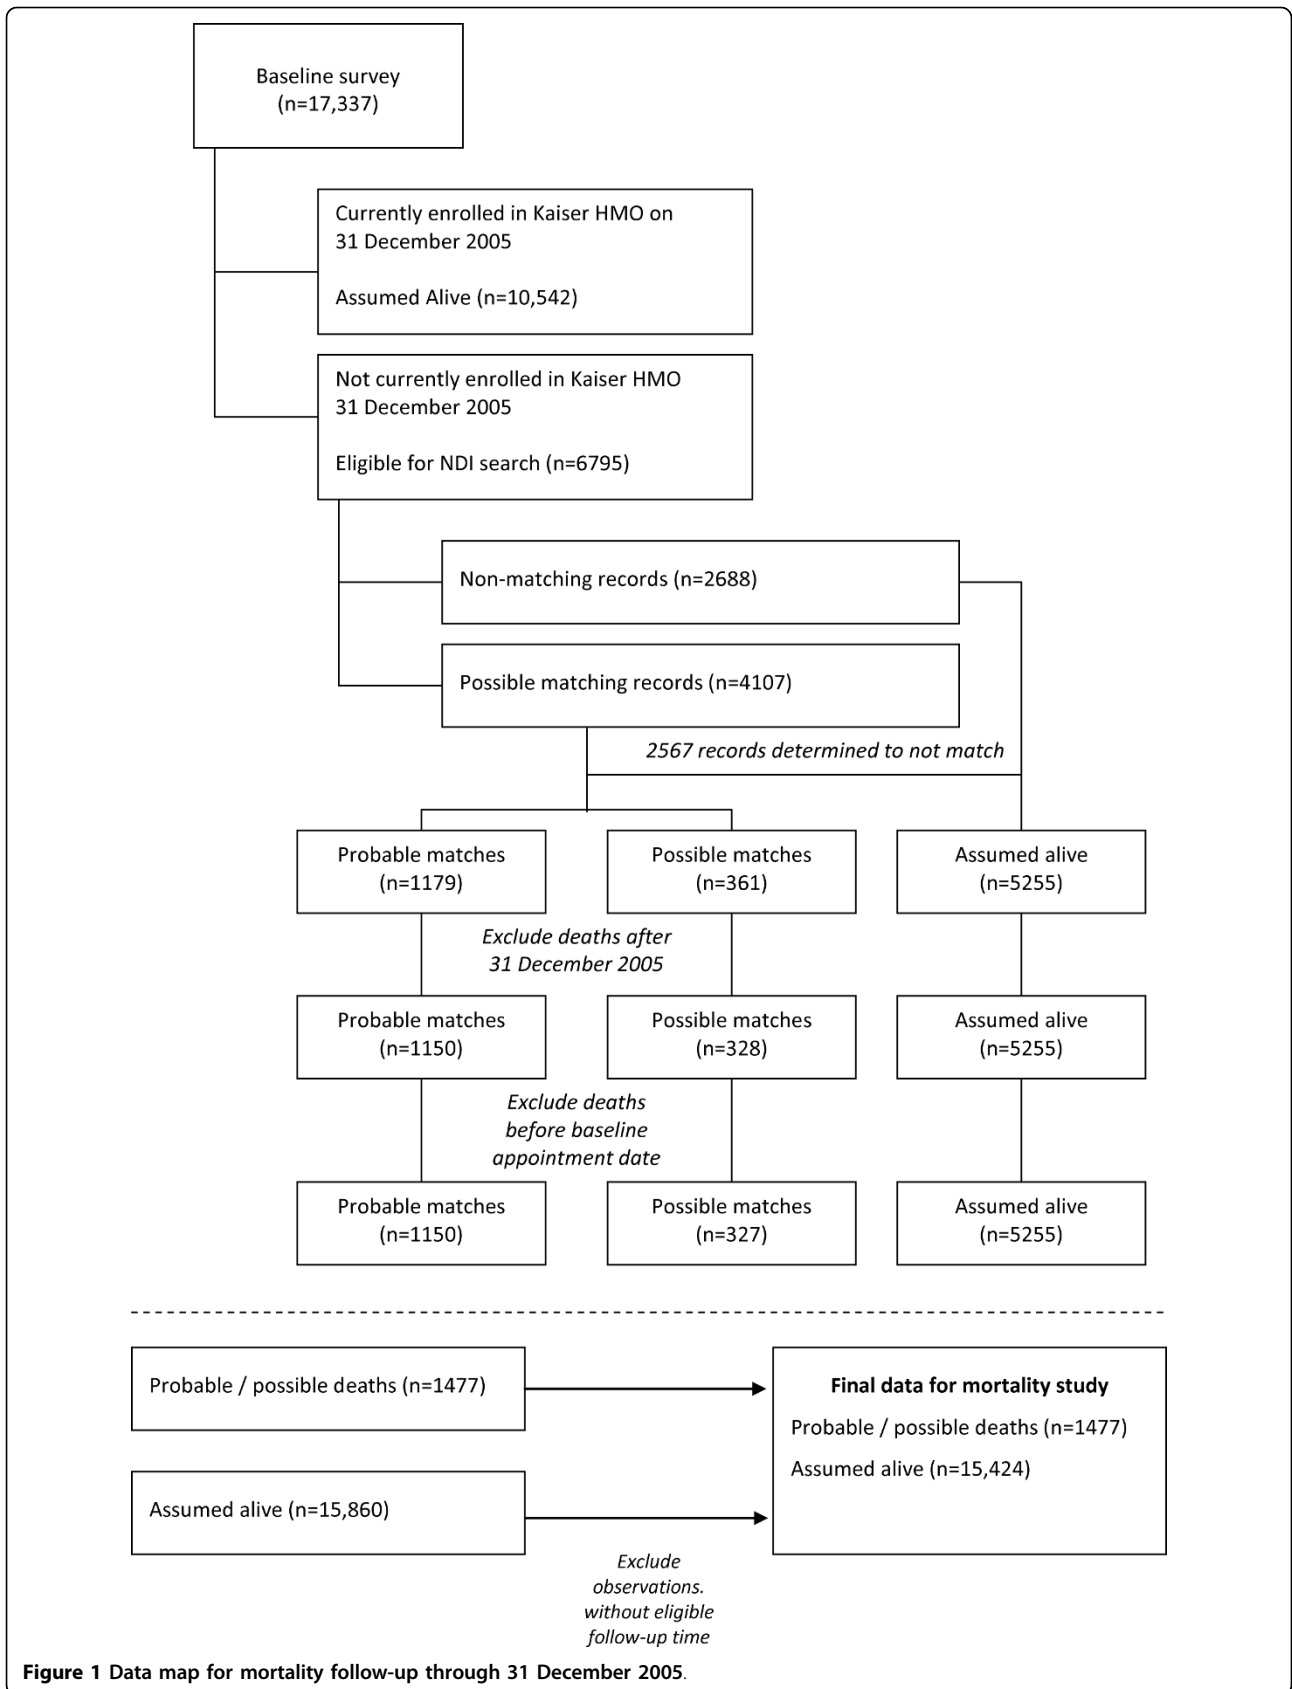 Baseline survey
(n=17,337)
Currently enrolled in Kaiser HMO on
31 December 2005
Assumed Alive (n=10,542)
Not currently enrolled in Kaiser HMO
31 December 2005
Eligible for NDI search (n=6795)
Non-matching records (n=2688)
Possible matching records (n=4107)
2567 records determined to not match
Probable matches
(n=1179)
Possible matches
(n=361)
Assumed alive
(n=5255)
Exclude deaths after
31 December 2005
Probable matches
(n=1150)
Possible matches
(n=328)
Assumed alive
(n=5255)
Exclude deaths
before baseline
appointment date
Probable matches
(n=1150)
Possible matches
(n=327)
Assumed alive
(n=5255)
Probable / possible deaths (n=1477)
Assumed alive (n=15,860)
Final data for mortality study
Probable / possible deaths (n=1477)
Assumed alive (n=15,424)
Exclude
observations.
without eligible
follow-up time
Figure 1 Data map for mortality follow-up through 31 December 2005.